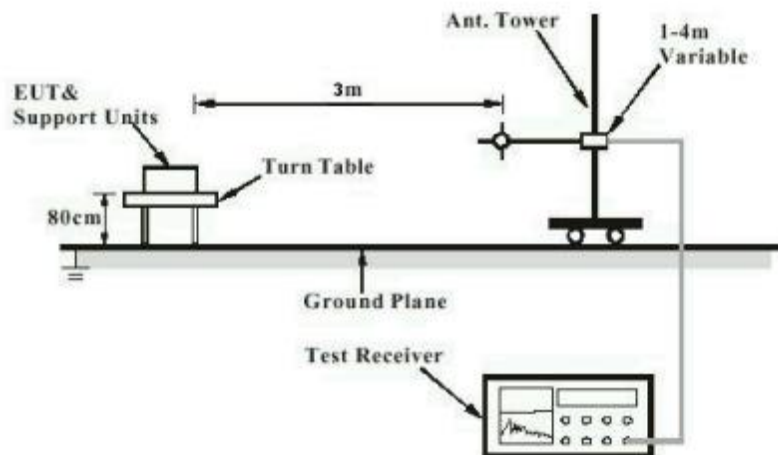 Ant. Tower
1-4m
Variable
3m
EUT&
Support Units
Turn Table
80cm
Ground Plane
Test Receiver